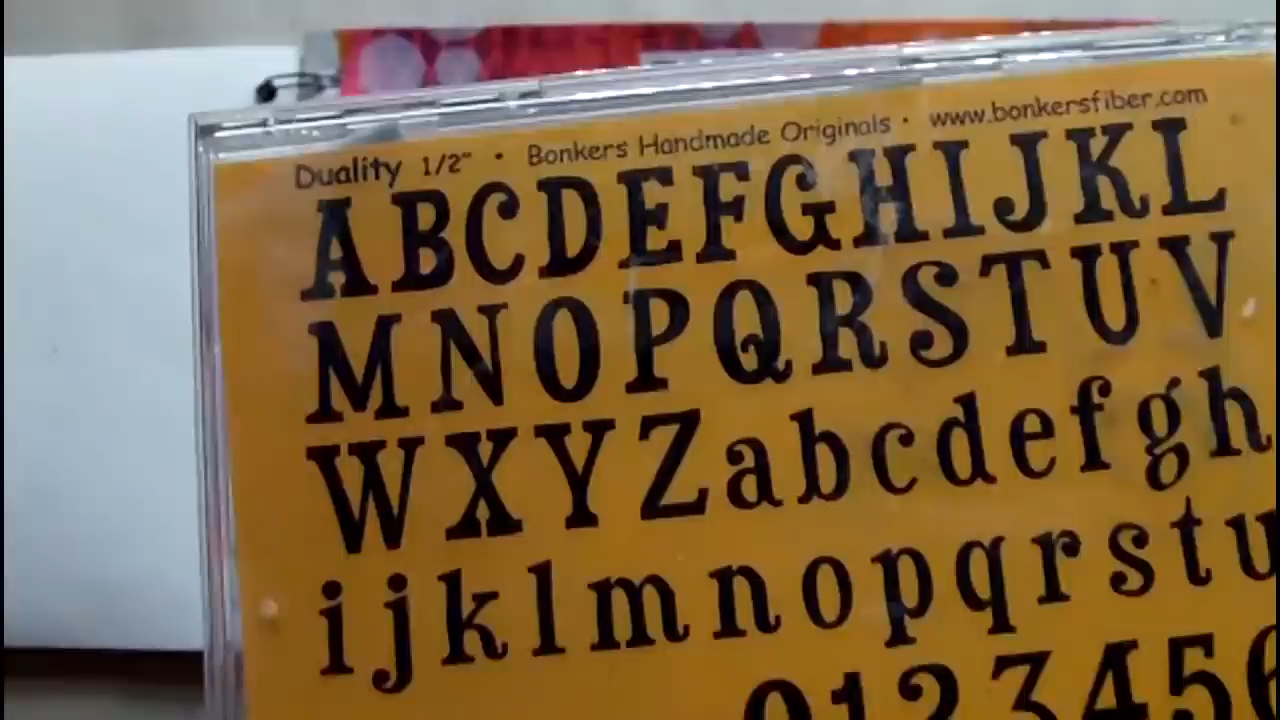 Duality 1/2" • Bonkers Handmade Originals • www.bonkersfiber.com
ABCDEFGHIJKL
MNOPQRSTUV
WXYZabcdefgh
ijklmnopqrstu
0123456